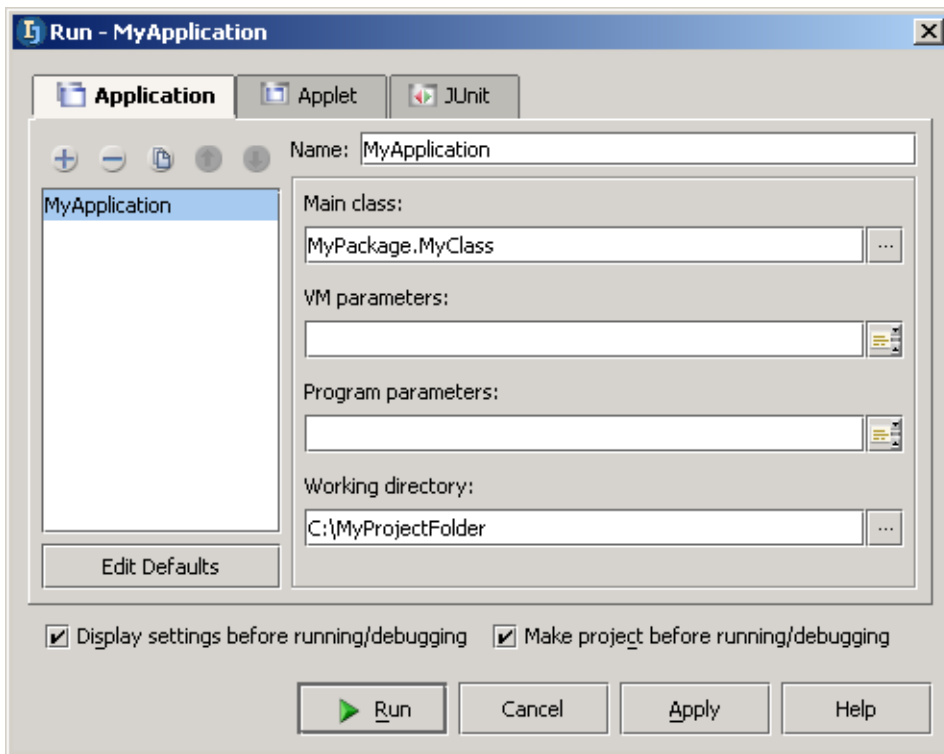 Run - MyApplication
Application Applet JUnit
Name: MyApplication
MyApplication
Main class:
MyPackage.MyClass
...
VM parameters:
Program parameters:
Working directory:
C:\MyProjectFolder
...
Edit Defaults
Display settings before running/debugging Make project before running/debugging
Run Cancel Apply Help